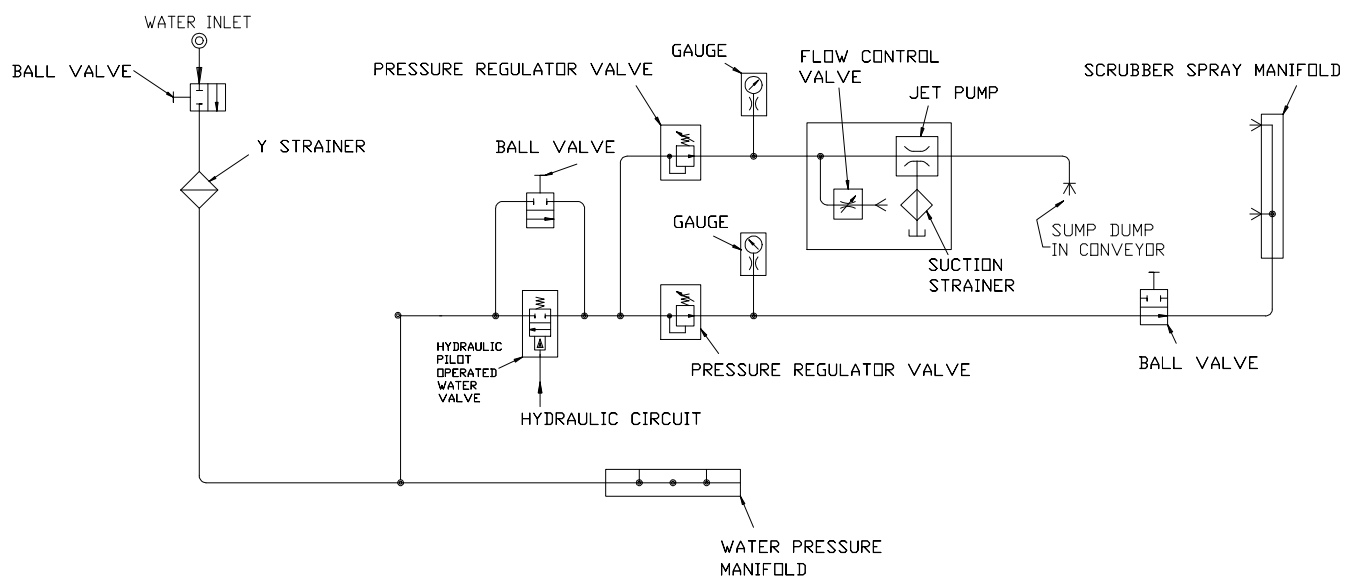 WATER INLET
BALL VALVE
Y STRAINER
PRESSURE REGULATOR VALVE
GAUGE
FLOW CONTROL
VALVE
JET PUMP
SCRUBBER SPRAY MANIFOLD
BALL VALVE
GAUGE
SUMP DUMP
IN CONVEYOR
SUCTION
STRAINER
HYDRAULIC
PILOT
OPERATED
WATER
VALVE
PRESSURE REGULATOR VALVE
BALL VALVE
HYDRAULIC CIRCUIT
WATER PRESSURE
MANIFOLD